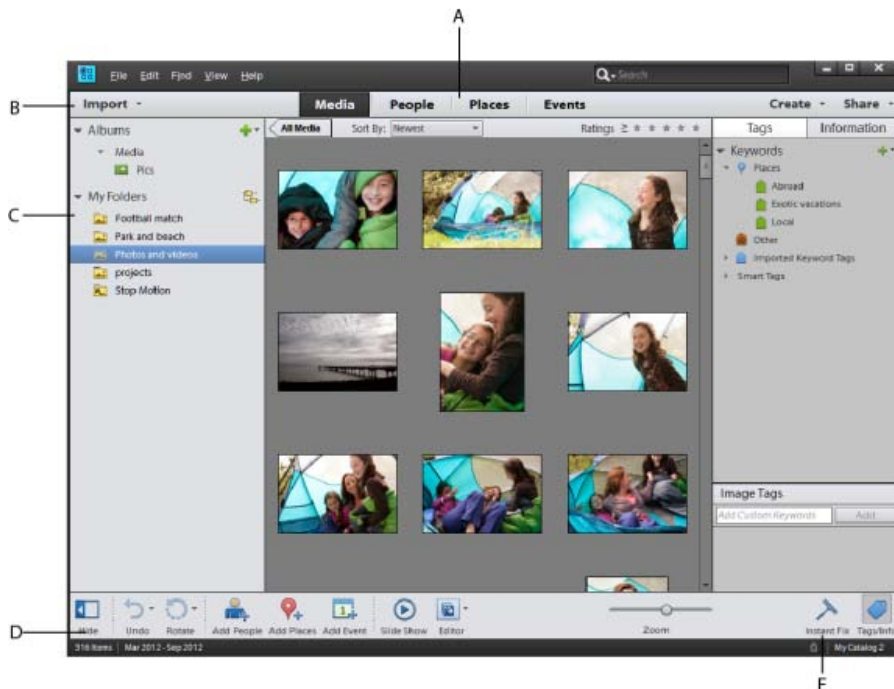 A
File Edit Find View Help
Search
B
Import
Media People Places Events
Create Share
Albums
All Media
Sort By: Newest
Ratings ≥
Tags Information
Media
Keywords
Pics
Places
C
My Folders
Abroad
Football match
Exotic vacations
Park and beach
Local
Photos and videos
Other
projects
Imported Keyword Tags
Stop Motion
Smart Tags
Image Tags
Add Custom Keywords Add
D
Hide Undo Rotate Add People Add Places Add Event Slide Show Editor Zoom Instant Fix Tags/Info
316 Items Mar 2012-Sep 2012 My Catalog 2